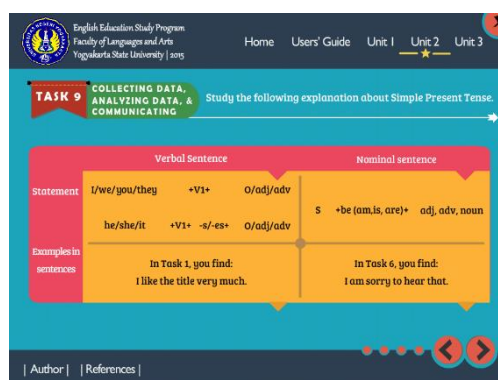 English Education Study Program
Faculty of Languages and Arts
Yogyakarta State University | 2015
Home Users' Guide Unit 1 Unit 2 Unit 3
TASK 9
COLLECTING DATA,
ANALYZING DATA, &
COMMUNICATING
Study the following explanation about Simple Present Tense.
Verbal Sentence Nominal sentence
Statement I/we/you/they +V1+ O/adj/adv
S +be (am,is, are)+ adj, adv, noun
he/she/it +V1+ -s/-es+ O/adj/adv
Examples in
sentences
In Task 1, you find:
I like the title very much.
In Task 6, you find:
I am sorry to hear that.
| Author | | References |